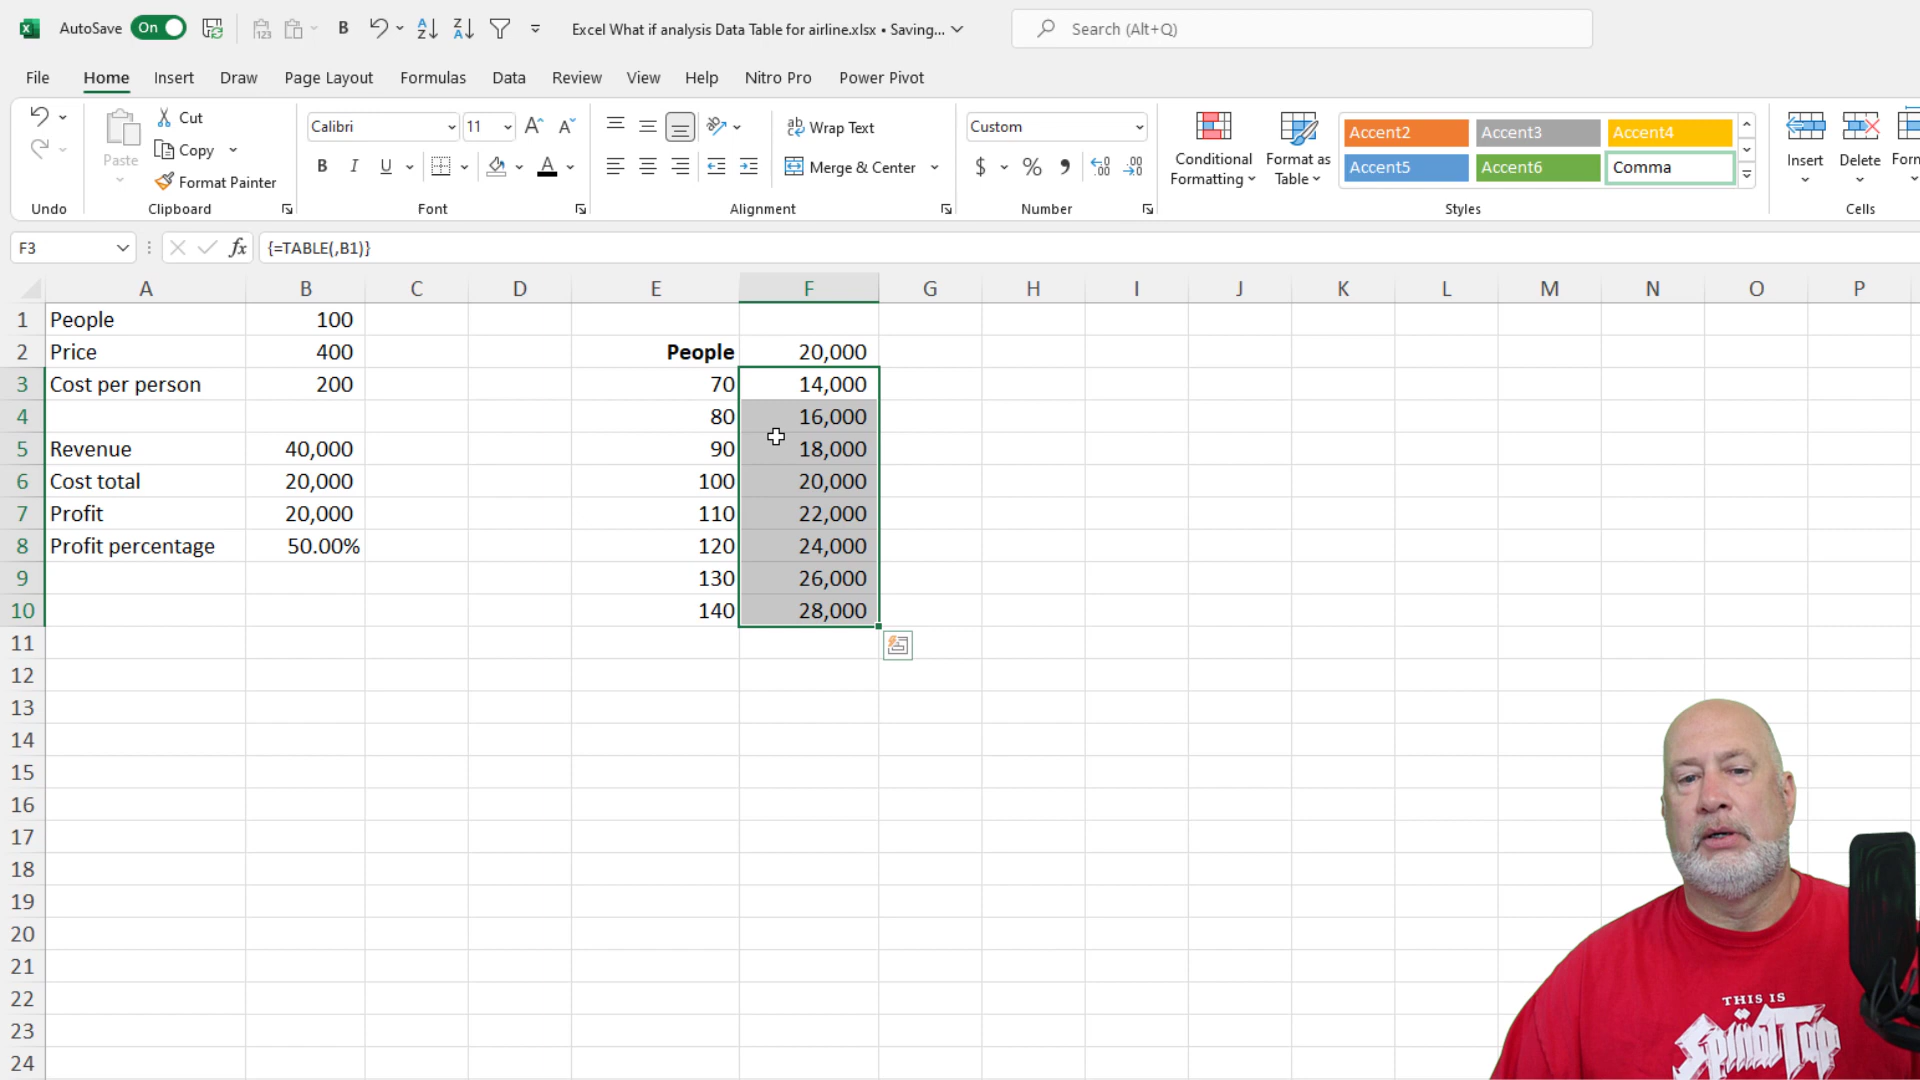 AutoSave On Excel What if analysis Data Table for airline.xlsx • Saving... Search (Alt+Q)
File Home Insert Draw Page Layout Formulas Data Review View Help Nitro Pro Power Pivot
Paste
Cut
Copy
Format Painter
Calibri 11
B I U
Wrap Text
Merge & Center
Custom
$ %
Conditional Formatting
Format as Table
Accent2 Accent3 Accent4
Accent5 Accent6 Comma
Insert Delete
Undo Clipboard Font Alignment Number Styles Cells
F3 fx {=TABLE(,B1)}
A B C D E F G H I J K L M N O P
1 People 100
2 Price 400 People 20,000
3 Cost per person 200 70 14,000
4 80 16,000
5 Revenue 40,000 90 18,000
6 Cost total 20,000 100 20,000
7 Profit 20,000 110 22,000
8 Profit percentage 50.00% 120 24,000
9 130 26,000
10 140 28,000
11
12
13
14
15
16
17
18
19
20
21
22
23
24
THIS IS
Spın̈al Tap